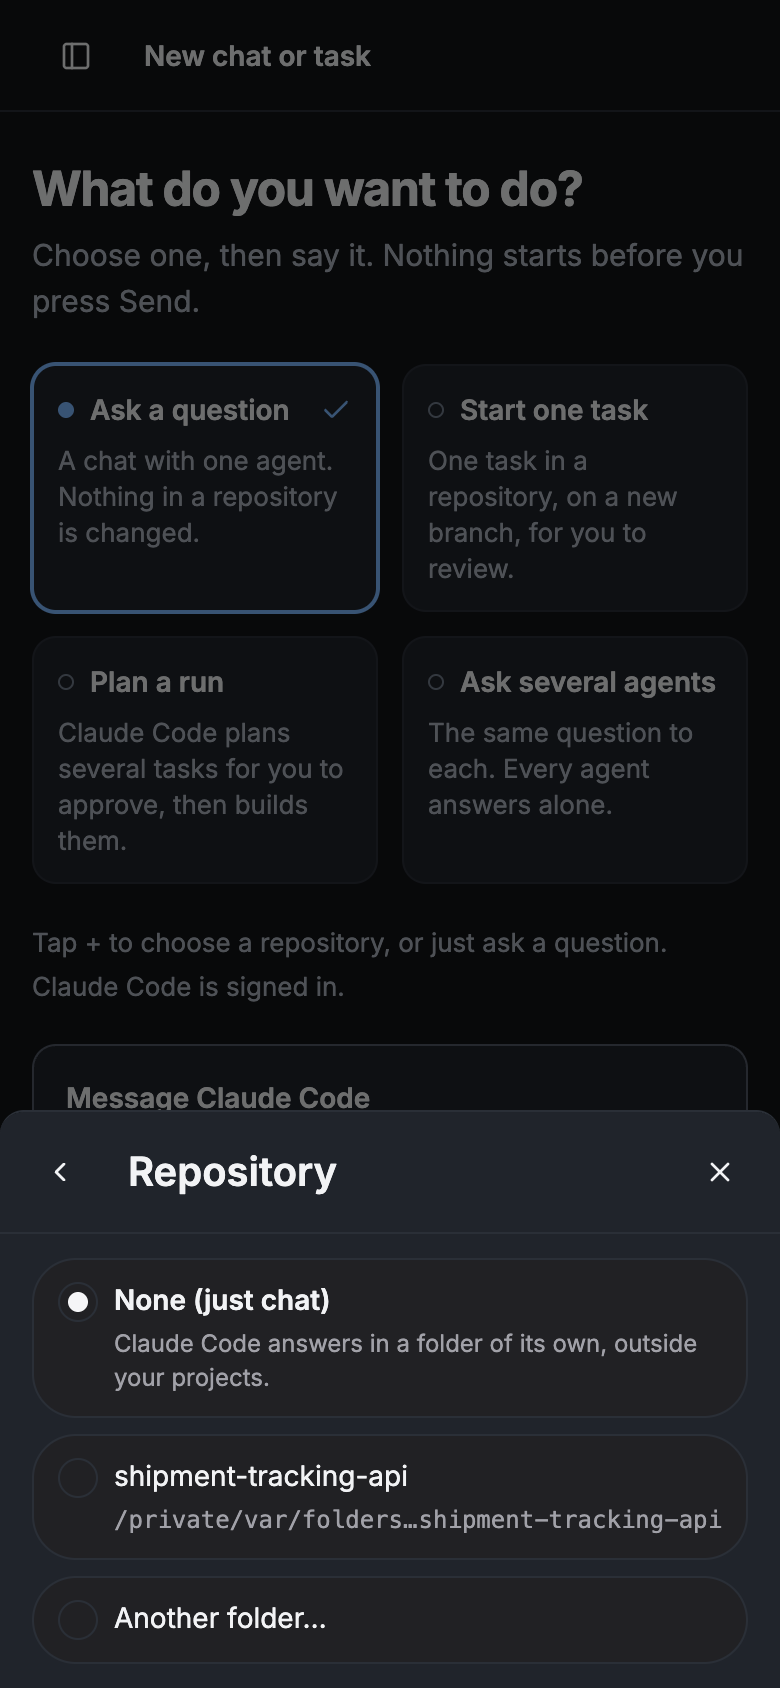 New chat or task
What do you want to do?
Choose one, then say it. Nothing starts before you
press Send.
Ask a question
A chat with one agent.
Nothing in a repository
is changed.
Start one task
One task in a
repository, on a new
branch, for you to
review.
Plan a run
Claude Code plans
several tasks for you to
approve, then builds
them.
Ask several agents
The same question to
each. Every agent
answers alone.
Tap + to choose a repository, or just ask a question.
Claude Code is signed in.
Message Claude Code
Repository
None (just chat)
Claude Code answers in a folder of its own, outside
your projects.
shipment-tracking-api
/private/var/folders…shipment-tracking-api
Another folder...